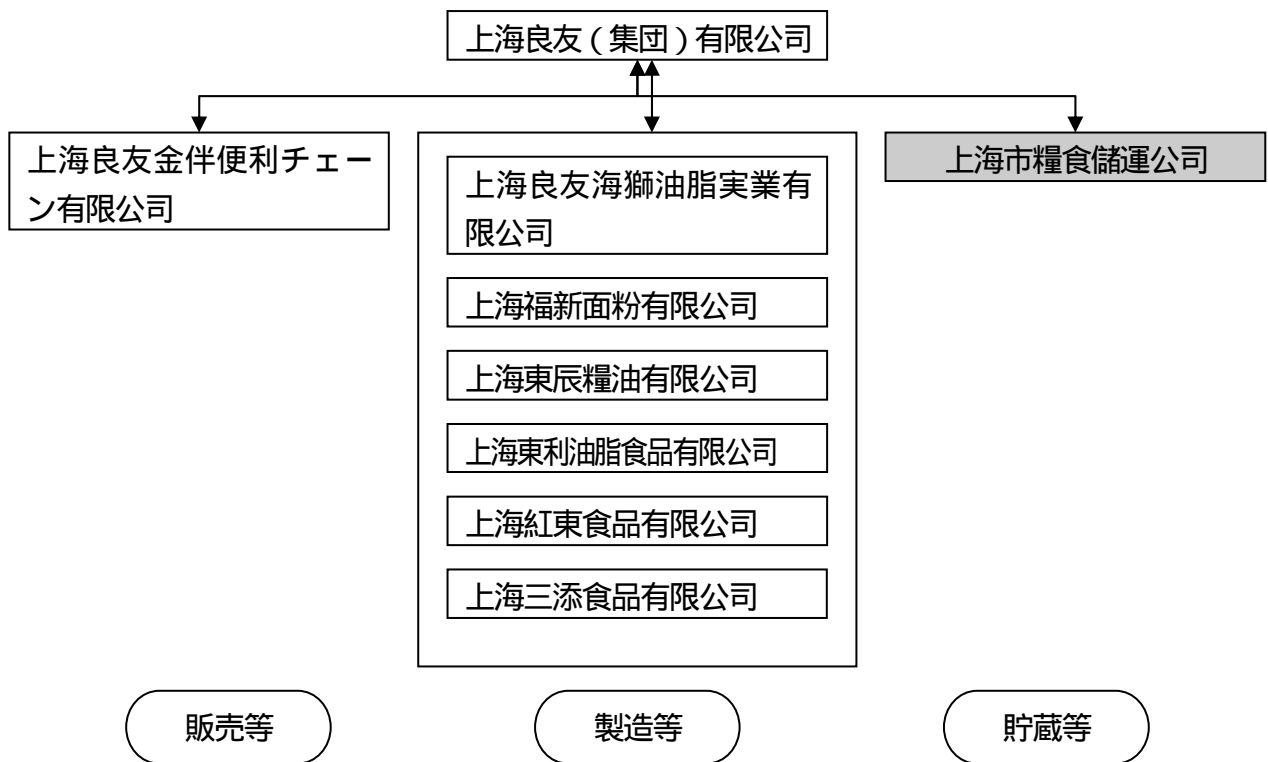 上海良友(集団)有限公司
上海良友金伴便利チェー
ン有限公司
上海良友海獅油脂実業有
限公司
上海福新面粉有限公司
上海東辰糧油有限公司
上海東利油脂食品有限公司
上海紅東食品有限公司
上海三添食品有限公司
上海市糧食儲運公司
販売等
製造等
貯蔵等